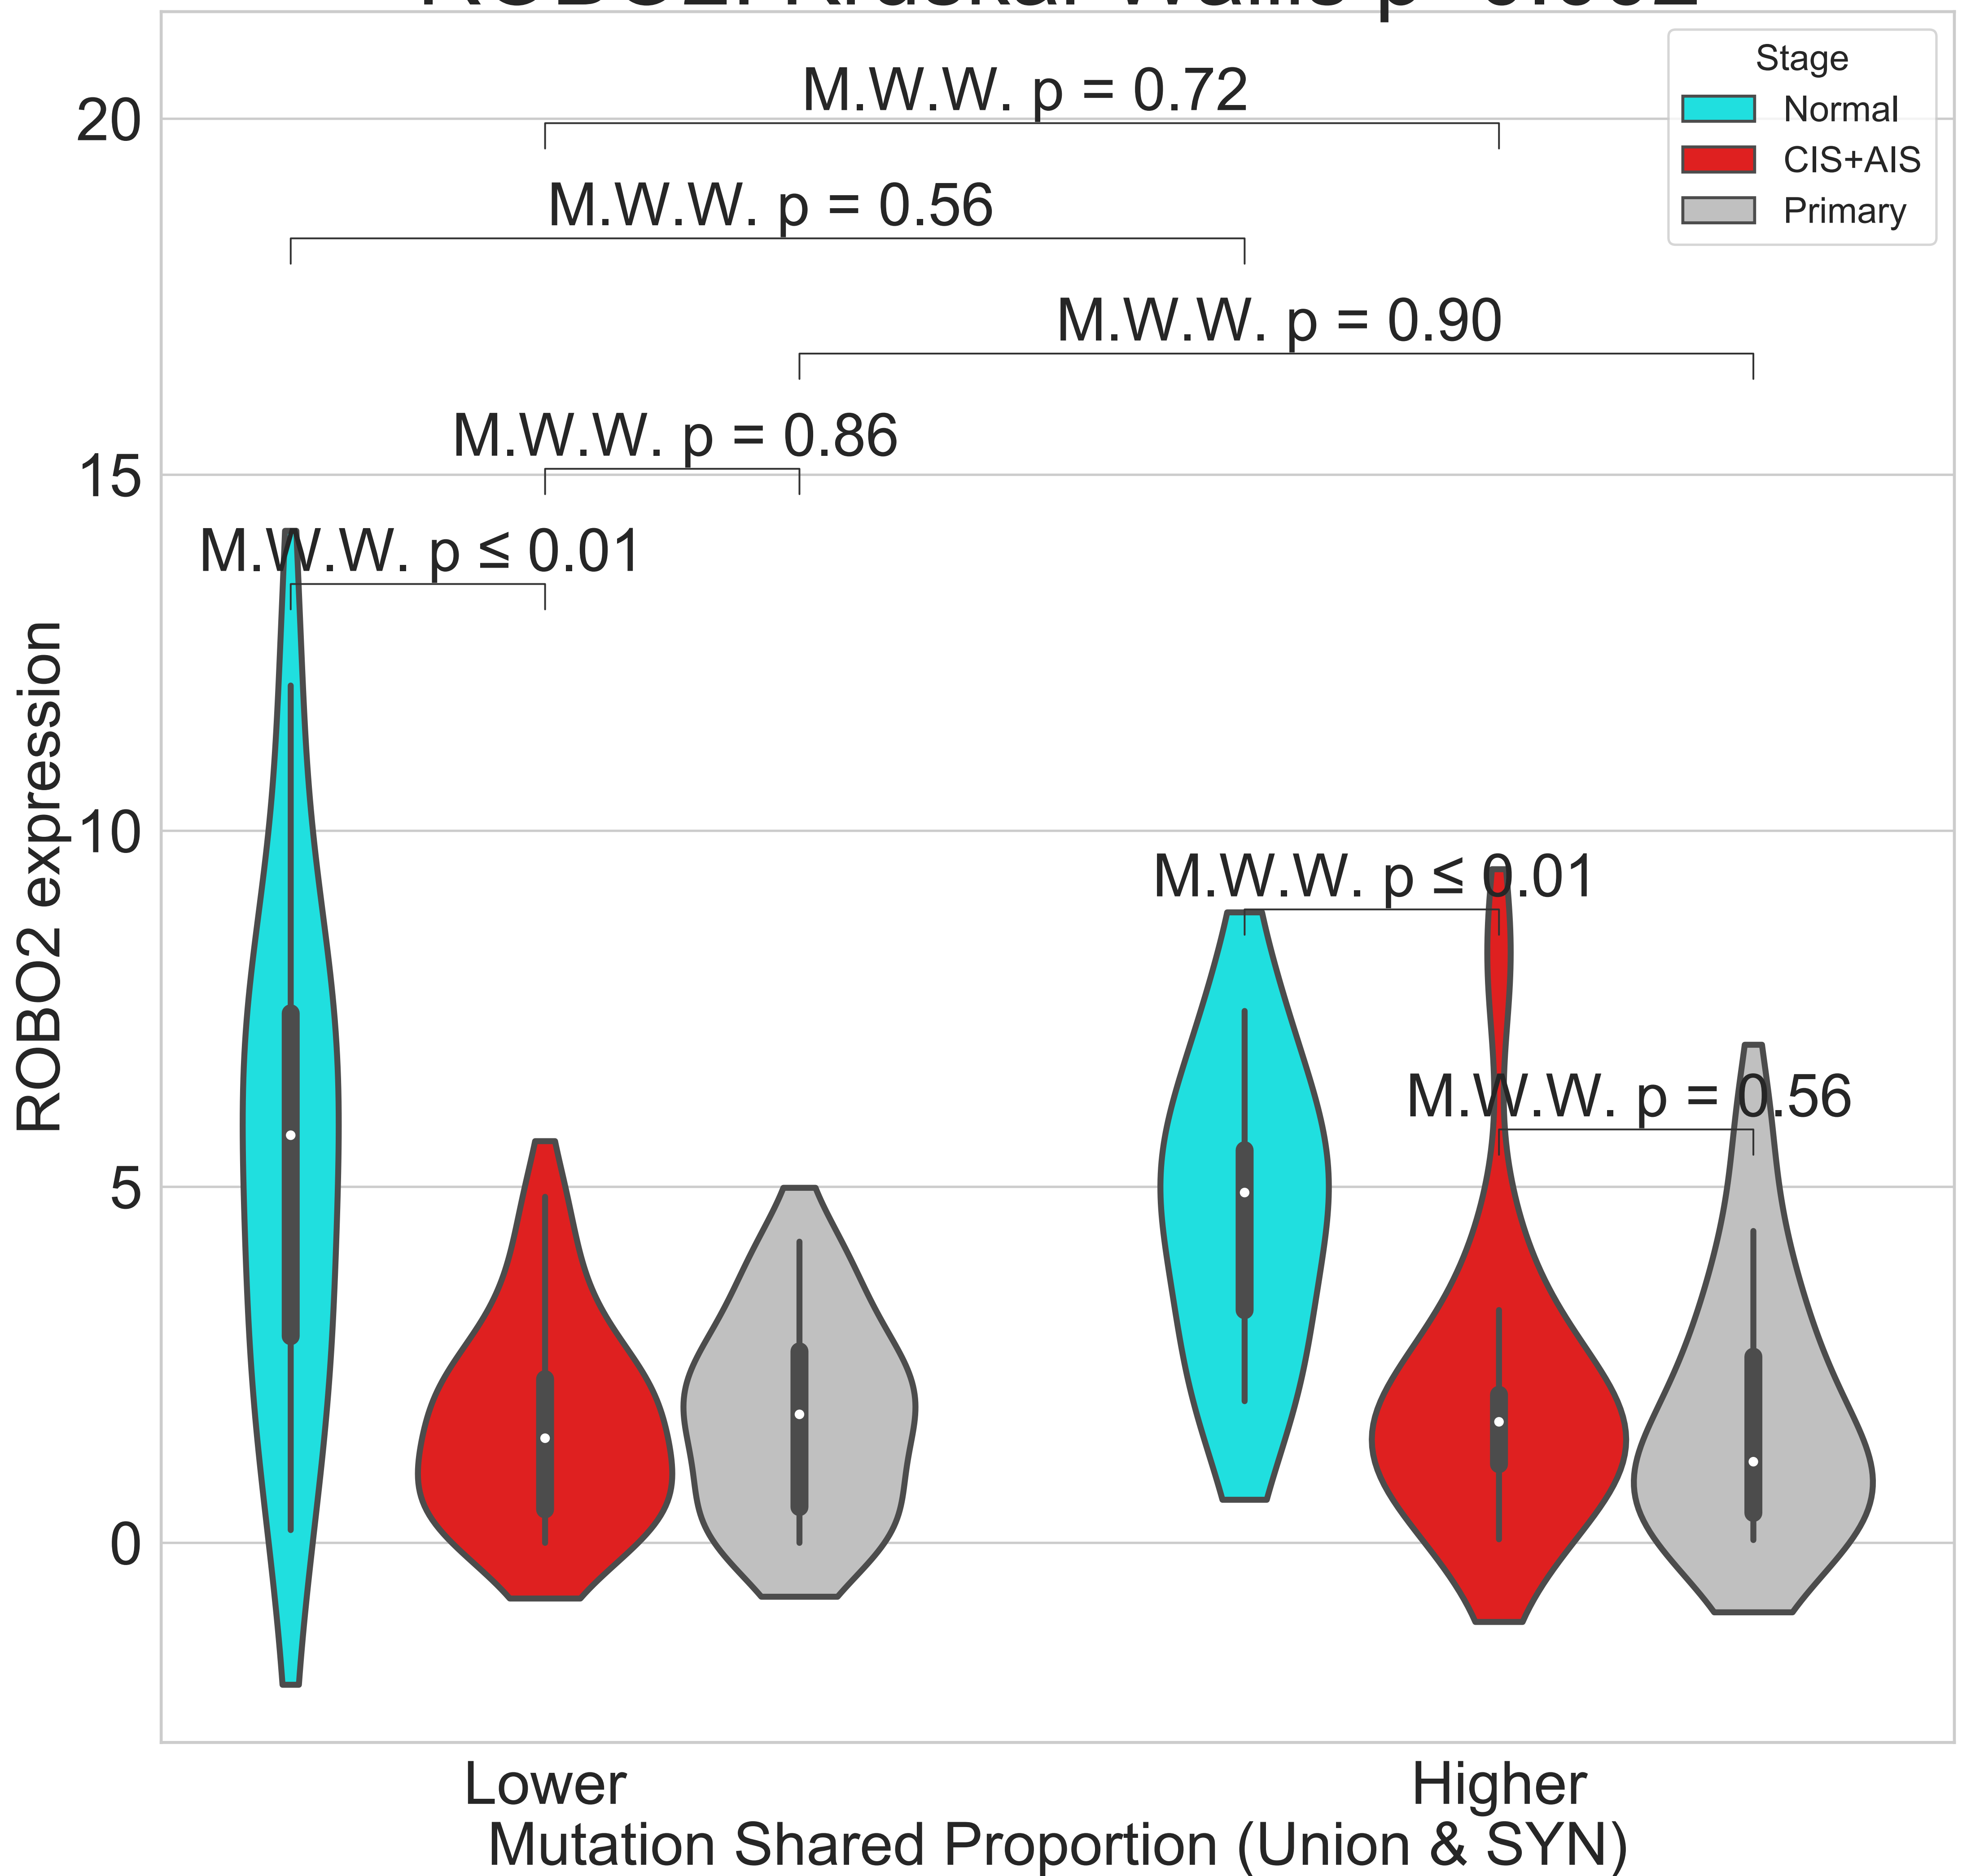 Stage
Normal
CIS+AIS
Primary
M.W.W. p = 0.72
M.W.W. p = 0.56
M.W.W. p = 0.90
M.W.W. p = 0.86
M.W.W. p ≤ 0.01
M.W.W. p ≤ 0.01
M.W.W. p = 0.56
20
15
10
5
0
ROBO2 expression
Lower
Higher
Mutation Shared Proportion (Union & SYN)